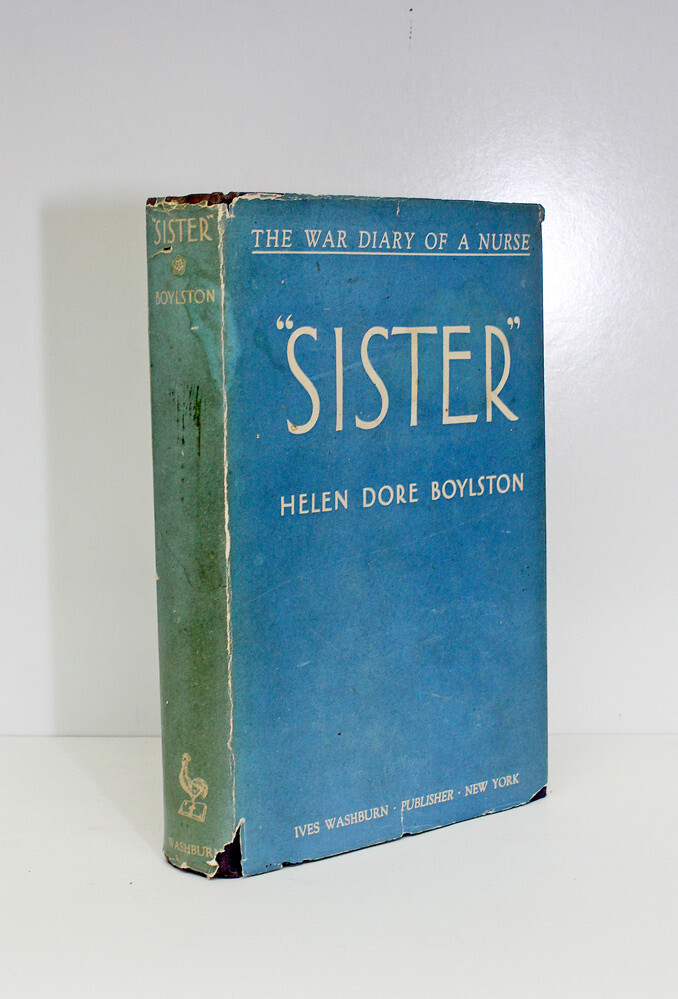 "SISTER"
BOYLSTON
WASHBURN
THE WAR DIARY OF A NURSE
"SISTER"
HELEN DORE BOYLSTON
IVES WASHBURN · PUBLISHER · NEW YORK